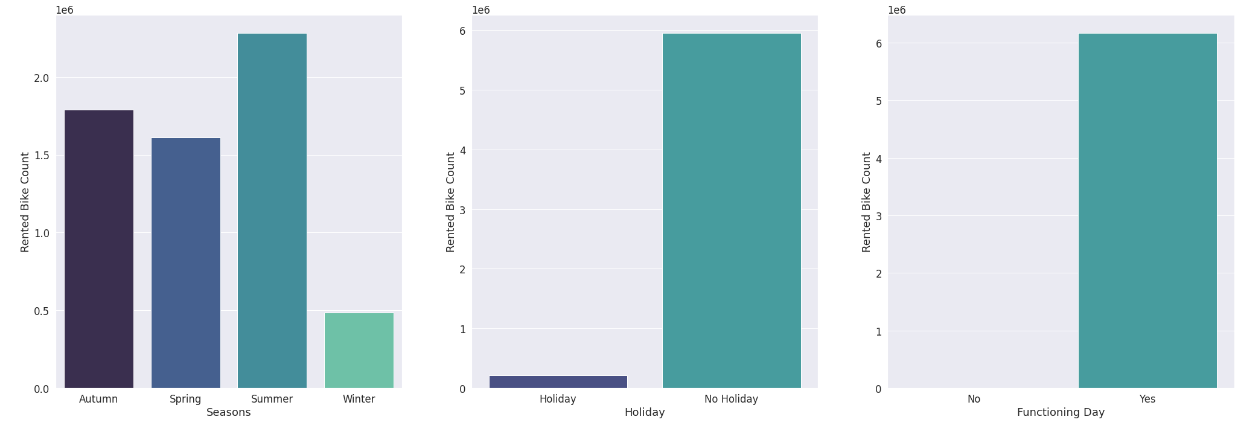 1e6
2.0
1.5
1.0
0.5
0.0
Rented Bike Count
Autumn Spring Summer Winter
Seasons
1e6
6
5
4
3
2
1
0
Rented Bike Count
Holiday No Holiday
Holiday
1e6
6
5
4
3
2
1
0
Rented Bike Count
No Yes
Functioning Day